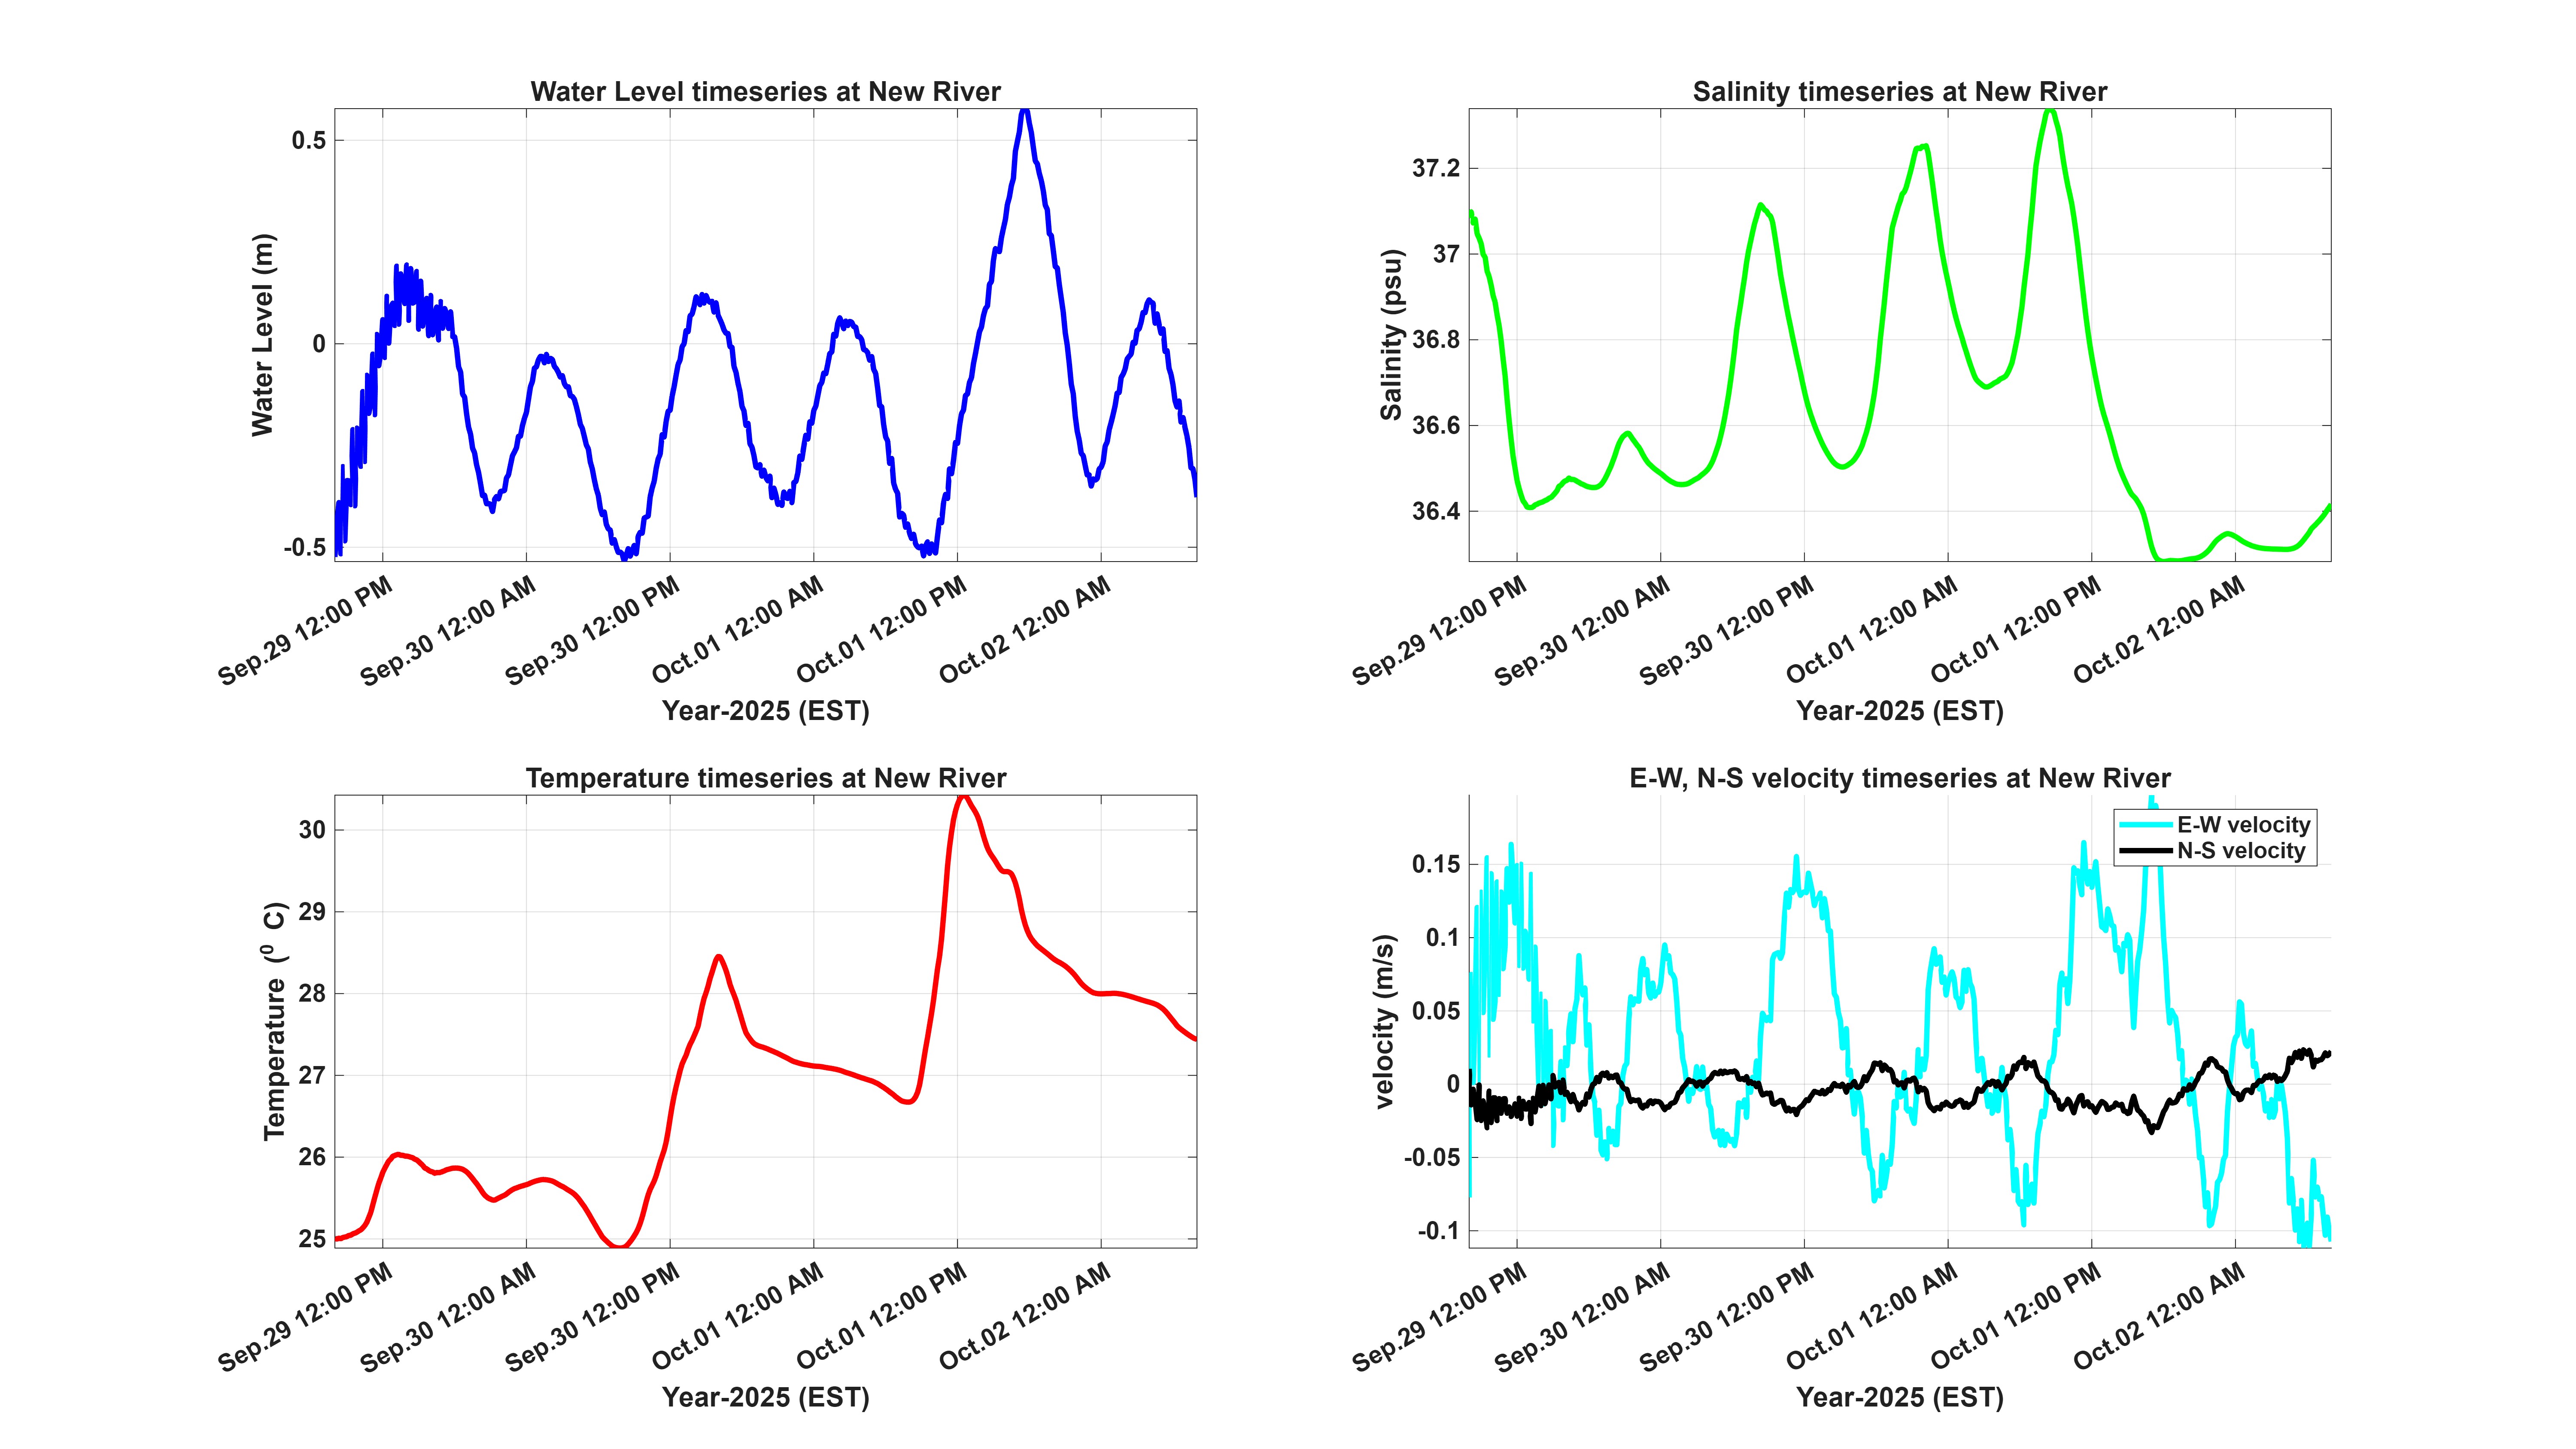 Water Level timeseries at New River
Water Level (m)
0.5
0
-0.5
Sep.29 12:00 PM
Sep.30 12:00 AM
Sep.30 12:00 PM
Oct.01 12:00 AM
Oct.01 12:00 PM
Oct.02 12:00 AM
Year-2025 (EST)
Salinity timeseries at New River
Salinity (psu)
37.2
37
36.8
36.6
36.4
Sep.29 12:00 PM
Sep.30 12:00 AM
Sep.30 12:00 PM
Oct.01 12:00 AM
Oct.01 12:00 PM
Oct.02 12:00 AM
Year-2025 (EST)
Temperature timeseries at New River
Temperature (⁰ C)
30
29
28
27
26
25
Sep.29 12:00 PM
Sep.30 12:00 AM
Sep.30 12:00 PM
Oct.01 12:00 AM
Oct.01 12:00 PM
Oct.02 12:00 AM
Year-2025 (EST)
E-W, N-S velocity timeseries at New River
velocity (m/s)
0.15
0.1
0.05
0
-0.05
-0.1
E-W velocity
N-S velocity
Sep.29 12:00 PM
Sep.30 12:00 AM
Sep.30 12:00 PM
Oct.01 12:00 AM
Oct.01 12:00 PM
Oct.02 12:00 AM
Year-2025 (EST)